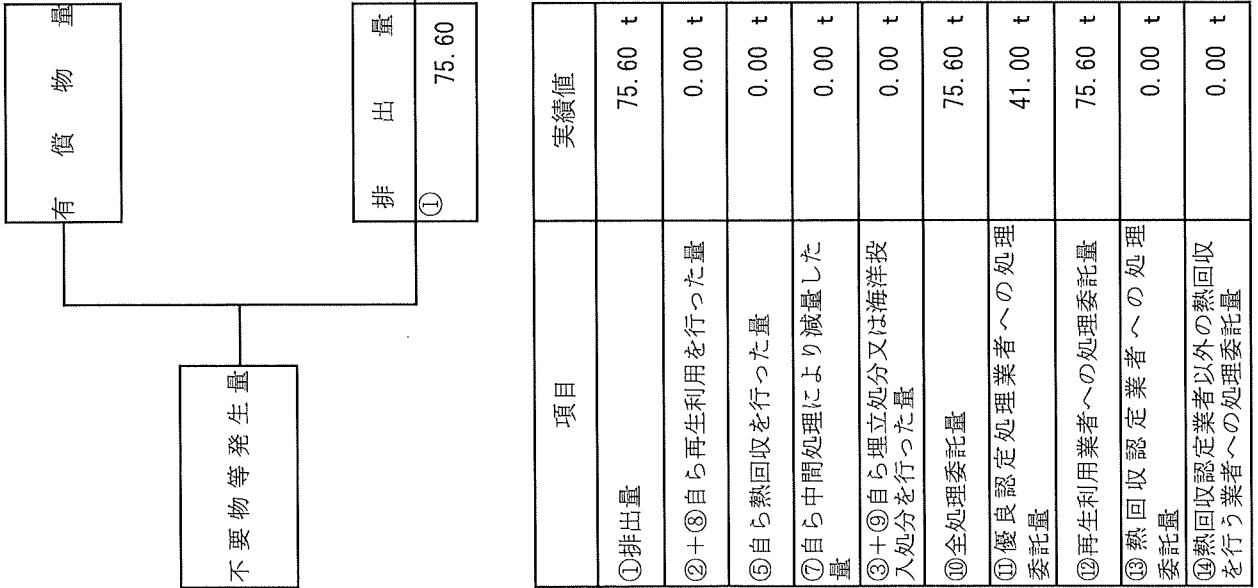 不要物等発生量
有償物量
排出量
① 75.60
項目 実績値
①排出量 75.60 t
②＋⑧自ら再生利用を行った量 0.00 t
⑤自ら熱回収を行った量 0.00 t
⑦自ら中間処理により減量した
量 0.00 t
③＋⑨自ら埋立処分又は海洋投
入処分を行った量 0.00 t
⑩全処理委託量 75.60 t
⑪優良認定処理業者への処理
委託量 41.00 t
⑫再生利用業者への処理委託量 75.60 t
⑬熱回収認定業者への処理
委託量 0.00 t
⑭熱回収認定業者以外の熱回収
を行う業者への処理委託量 0.00 t